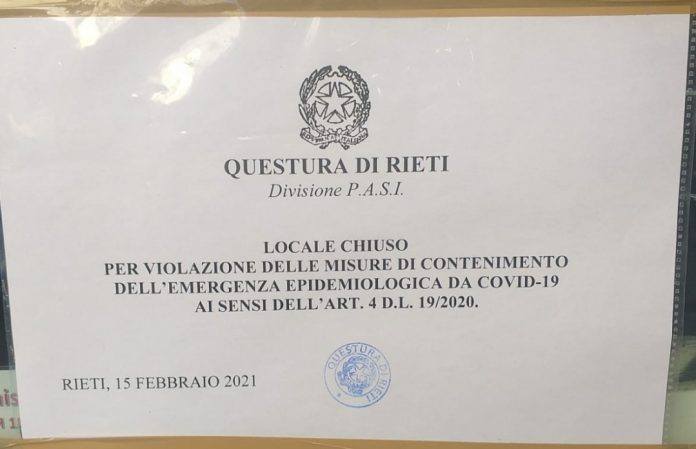 QUESTURA DI RIETI
Divisione P.A.S.I.
LOCALE CHIUSO
PER VIOLAZIONE DELLE MISURE DI CONTENIMENTO
DELL'EMERGENZA EPIDEMIOLOGICA DA COVID-19
AI SENSI DELL'ART. 4 D.L. 19/2020.
QUESTURA DI RIETI
RIETI, 15 FEBBRAIO 2021